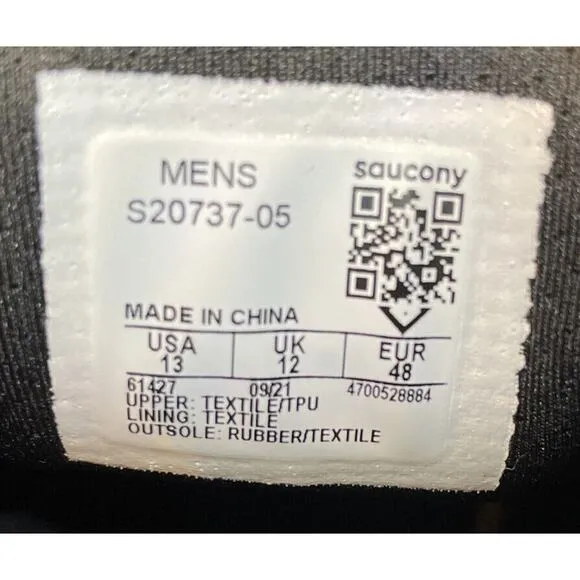 MENS
saucony
S20737-05
MADE IN CHINA
USA UK EUR
13 12 48
61427 09/21 4700528884
UPPER: TEXTILE/TPU
LINING: TEXTILE
OUTSOLE: RUBBER/TEXTILE